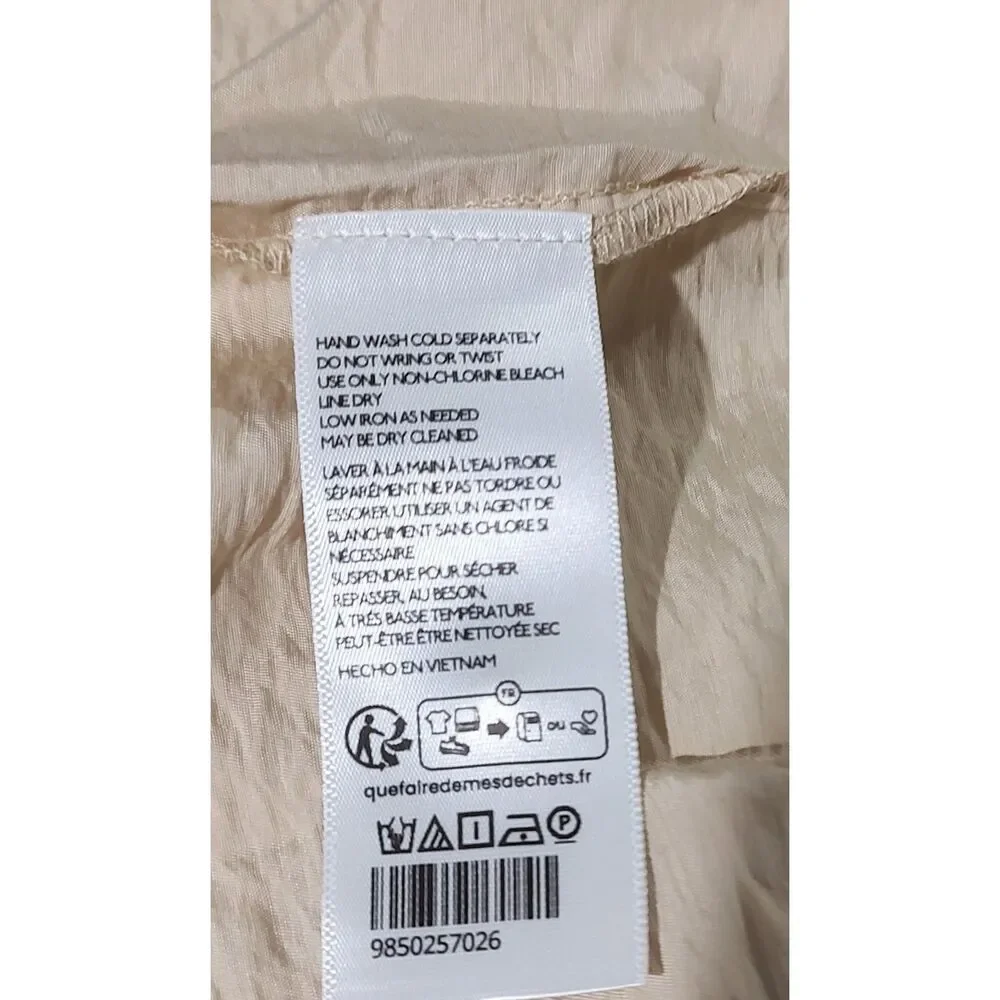 HAND WASH COLD SEPARATELY
DO NOT WRING OR TWIST
USE ONLY NON-CHLORINE BLEACH
LINE DRY
LOW IRON AS NEEDED
MAY BE DRY CLEANED
LAVER À LA MAIN À L'EAU FROIDE
SÉPARÉMENT NE PAS TORDRE OU
ESSORER UTILISER UN AGENT DE
BLANCHIMENT SANS CHLORE SI
NÉCESSAIRE
SUSPENDRE POUR SÉCHER
REPASSER, AU BESOIN,
À TRÉS BASSE TEMPÉRATURE
PEUT-ÊTRE ÊTRE NETTOYÉE SEC
HECHO EN VIETNAM
FR
OU
quefairedemesdechets.fr
P
9850257026